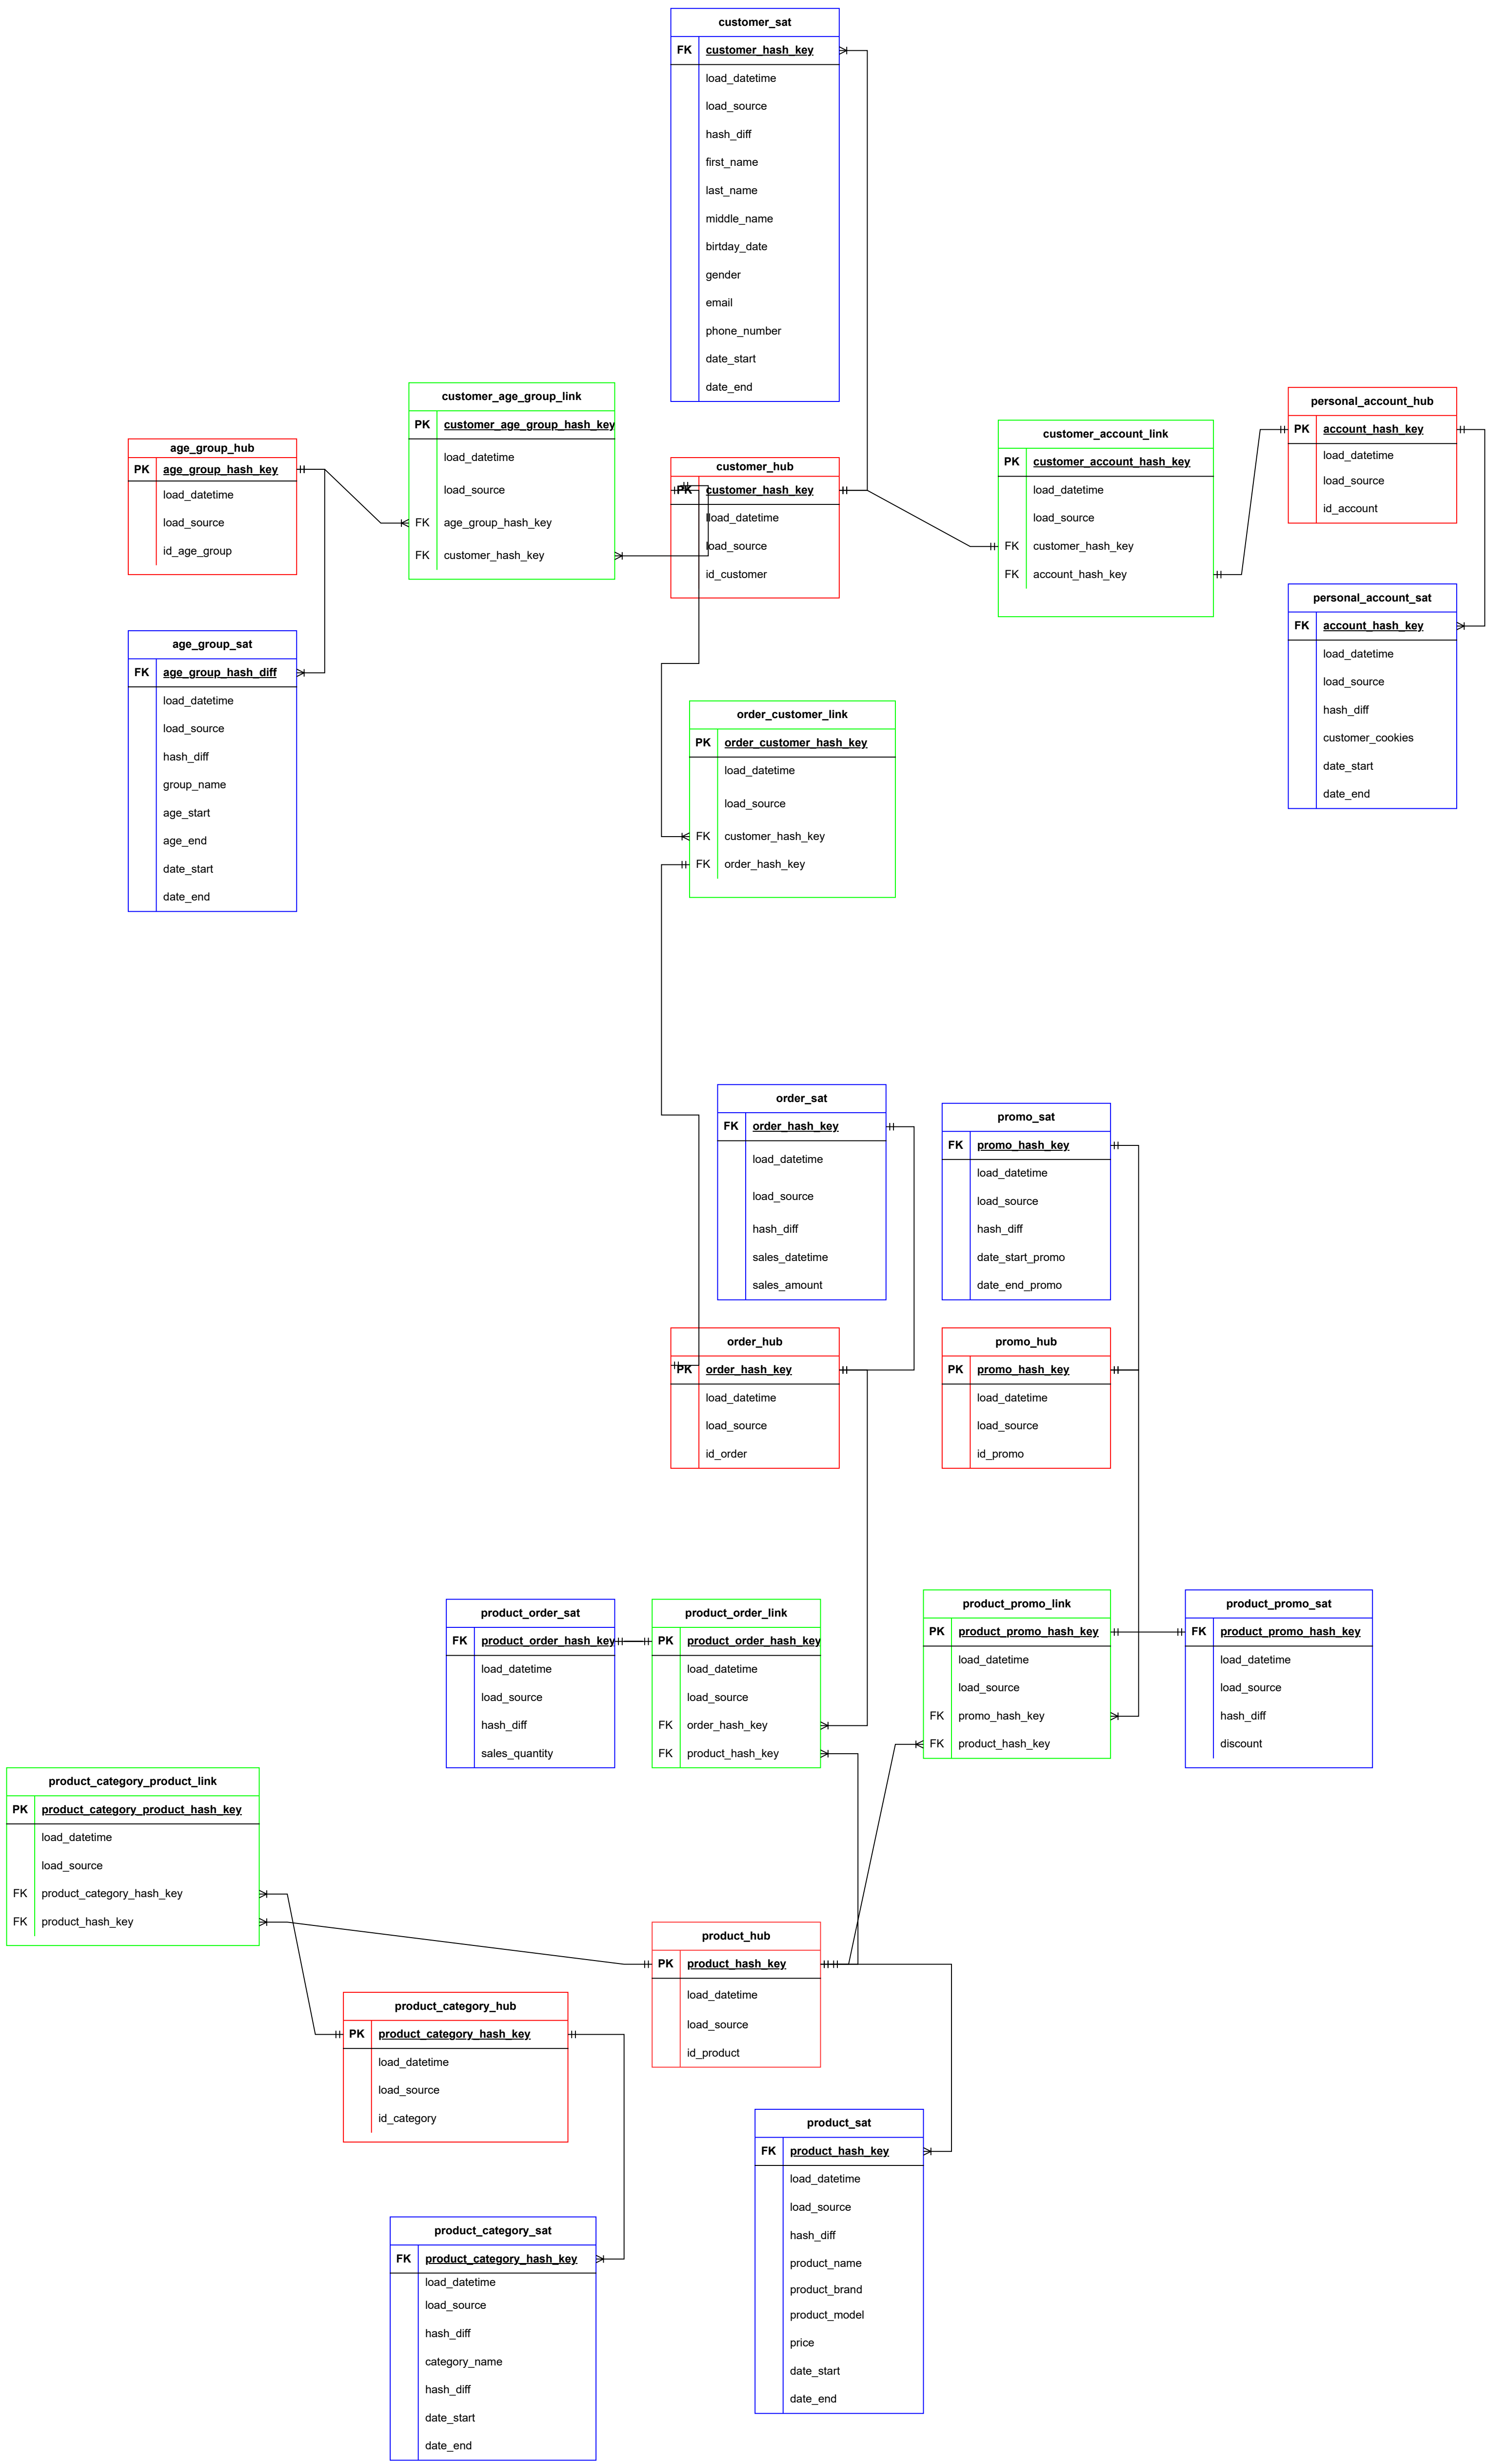 customer_sat
FK customer_hash_key
load_datetime
load_source
hash_diff
first_name
last_name
middle_name
birtday_date
gender
email
phone_number
date_start
date_end
customer_age_group_link
PK customer_age_group_hash_key
load_datetime
load_source
FK age_group_hash_key
FK customer_hash_key
personal_account_hub
PK account_hash_key
load_datetime
load_source
id_account
customer_account_link
PK customer_account_hash_key
load_datetime
load_source
FK customer_hash_key
FK account_hash_key
age_group_hub
PK age_group_hash_key
load_datetime
load_source
id_age_group
customer_hub
PK customer_hash_key
load_datetime
load_source
id_customer
personal_account_sat
FK account_hash_key
load_datetime
load_source
hash_diff
customer_cookies
date_start
date_end
age_group_sat
FK age_group_hash_diff
load_datetime
load_source
hash_diff
group_name
age_start
age_end
date_start
date_end
order_customer_link
PK order_customer_hash_key
load_datetime
load_source
FK customer_hash_key
FK order_hash_key
order_sat
FK order_hash_key
load_datetime
load_source
hash_diff
sales_datetime
sales_amount
promo_sat
FK promo_hash_key
load_datetime
load_source
hash_diff
date_start_promo
date_end_promo
order_hub
PK order_hash_key
load_datetime
load_source
id_order
promo_hub
PK promo_hash_key
load_datetime
load_source
id_promo
product_order_sat
FK product_order_hash_key
load_datetime
load_source
hash_diff
sales_quantity
product_order_link
PK product_order_hash_key
load_datetime
load_source
FK order_hash_key
FK product_hash_key
product_promo_link
PK product_promo_hash_key
load_datetime
load_source
FK promo_hash_key
FK product_hash_key
product_promo_sat
FK product_promo_hash_key
load_datetime
load_source
hash_diff
discount
product_category_product_link
PK product_category_product_hash_key
load_datetime
load_source
FK product_category_hash_key
FK product_hash_key
product_hub
PK product_hash_key
load_datetime
load_source
id_product
product_category_hub
PK product_category_hash_key
load_datetime
load_source
id_category
product_sat
FK product_hash_key
load_datetime
load_source
hash_diff
product_name
product_brand
product_model
price
date_start
date_end
product_category_sat
FK product_category_hash_key
load_datetime
load_source
hash_diff
category_name
hash_diff
date_start
date_end